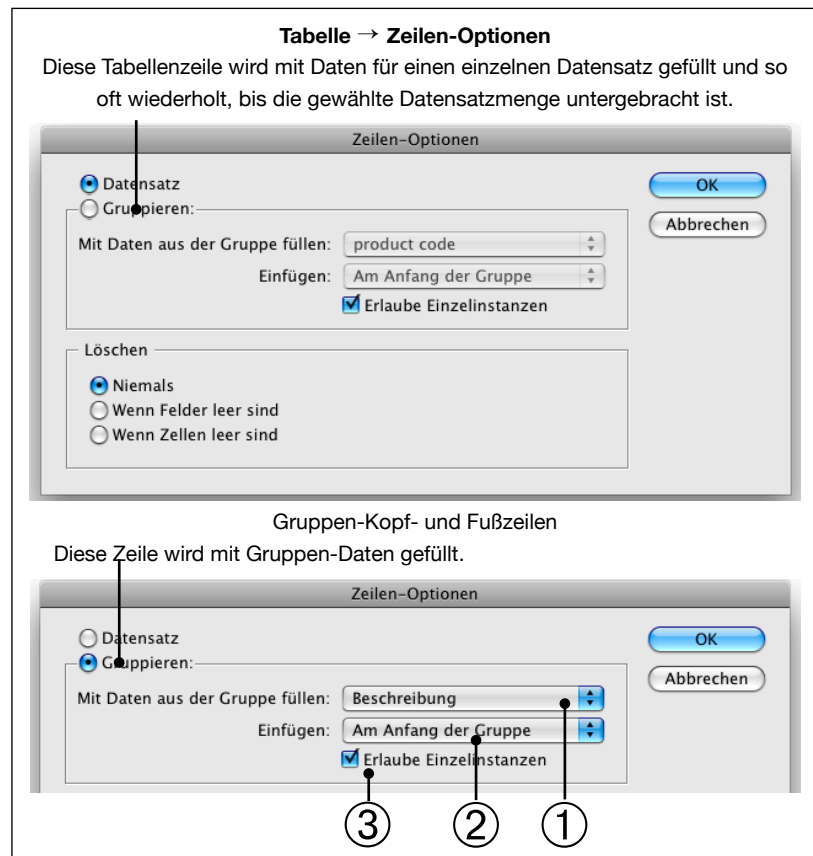 Tabelle → Zeilen-Optionen
Diese Tabellenzeile wird mit Daten für einen einzelnen Datensatz gefüllt und so
oft wiederholt, bis die gewählte Datensatzmenge untergebracht ist.
Zeilen-Optionen
Datensatz
OK
Gruppieren:
Abbrechen
Mit Daten aus der Gruppe füllen: product code
Einfügen: Am Anfang der Gruppe
Erlaube Einzelinstanzen
Löschen
Niemals
Wenn Felder leer sind
Wenn Zellen leer sind
Gruppen-Kopf- und Fußzeilen
Diese Zeile wird mit Gruppen-Daten gefüllt.
Zeilen-Optionen
Datensatz
OK
Gruppieren:
Abbrechen
Mit Daten aus der Gruppe füllen: Beschreibung
Einfügen: Am Anfang der Gruppe
Erlaube Einzelinstanzen
③ ② ①